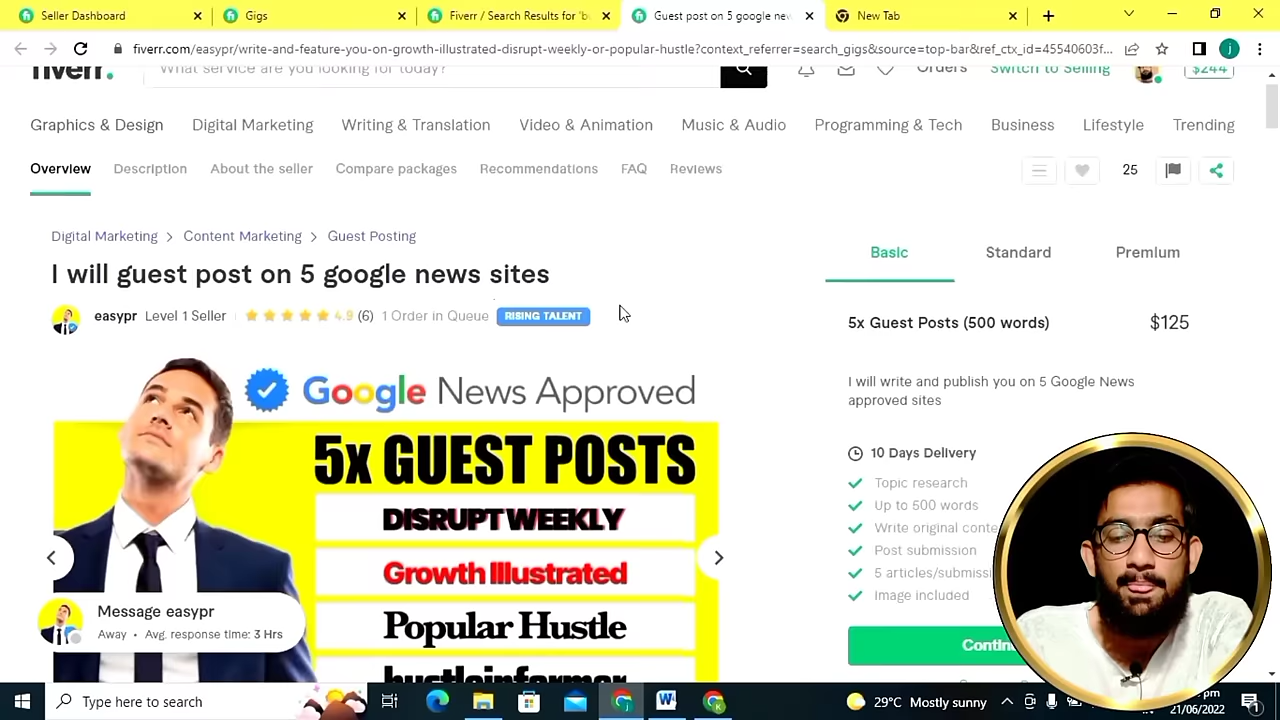 Seller Dashboard
Gigs
Fiverr / Search Results for 'b
Guest post on 5 google new
New Tab
fiverr.com/easypr/write-and-feature-you-on-growth-illustrated-disrupt-weekly-or-popular-hustle?context_referrer=search_gigs&source=top-bar&ref_ctx_id=45540603f...
j
fiverr.
What service are you looking for today?
Orders
Switch to Selling
$244
Graphics & Design
Digital Marketing
Writing & Translation
Video & Animation
Music & Audio
Programming & Tech
Business
Lifestyle
Trending
Overview
Description
About the seller
Compare packages
Recommendations
FAQ
Reviews
25
Digital Marketing > Content Marketing > Guest Posting
I will guest post on 5 google news sites
easypr Level 1 Seller 4.9 (6) 1 Order in Queue RISING TALENT
Google News Approved
5x GUEST POSTS
DISRUPT WEEKLY
Growth Illustrated
Popular Hustle
hustleinformer
Message easypr
Away • Avg. response time: 3 Hrs
Basic
Standard
Premium
5x Guest Posts (500 words) $125
I will write and publish you on 5 Google News
approved sites
10 Days Delivery
Topic research
Up to 500 words
Write original conte
Post submission
5 articles/submissi
Image included
Contin
Type here to search
29°C Mostly sunny
pm
21/06/2022